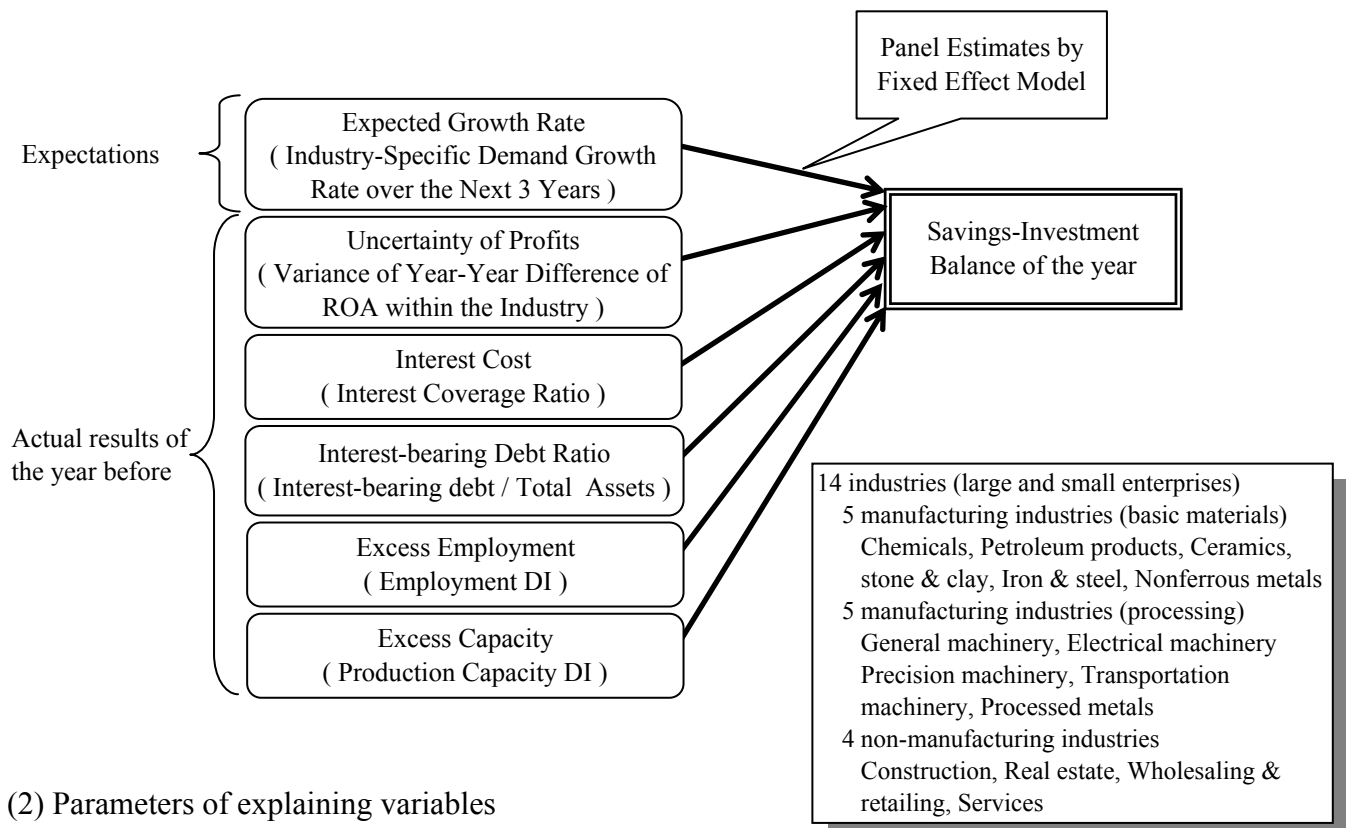 Panel Estimates by
Fixed Effect Model
Expectations
Expected Growth Rate
( Industry-Specific Demand Growth
Rate over the Next 3 Years )
Actual results of
the year before
Uncertainty of Profits
( Variance of Year-Year Difference of
ROA within the Industry )
Interest Cost
( Interest Coverage Ratio )
Interest-bearing Debt Ratio
( Interest-bearing debt / Total Assets )
Excess Employment
( Employment DI )
Excess Capacity
( Production Capacity DI )
Savings-Investment
Balance of the year
14 industries (large and small enterprises)
5 manufacturing industries (basic materials)
Chemicals, Petroleum products, Ceramics,
stone & clay, Iron & steel, Nonferrous metals
5 manufacturing industries (processing)
General machinery, Electrical machinery
Precision machinery, Transportation
machinery, Processed metals
4 non-manufacturing industries
Construction, Real estate, Wholesaling &
retailing, Services
(2) Parameters of explaining variables